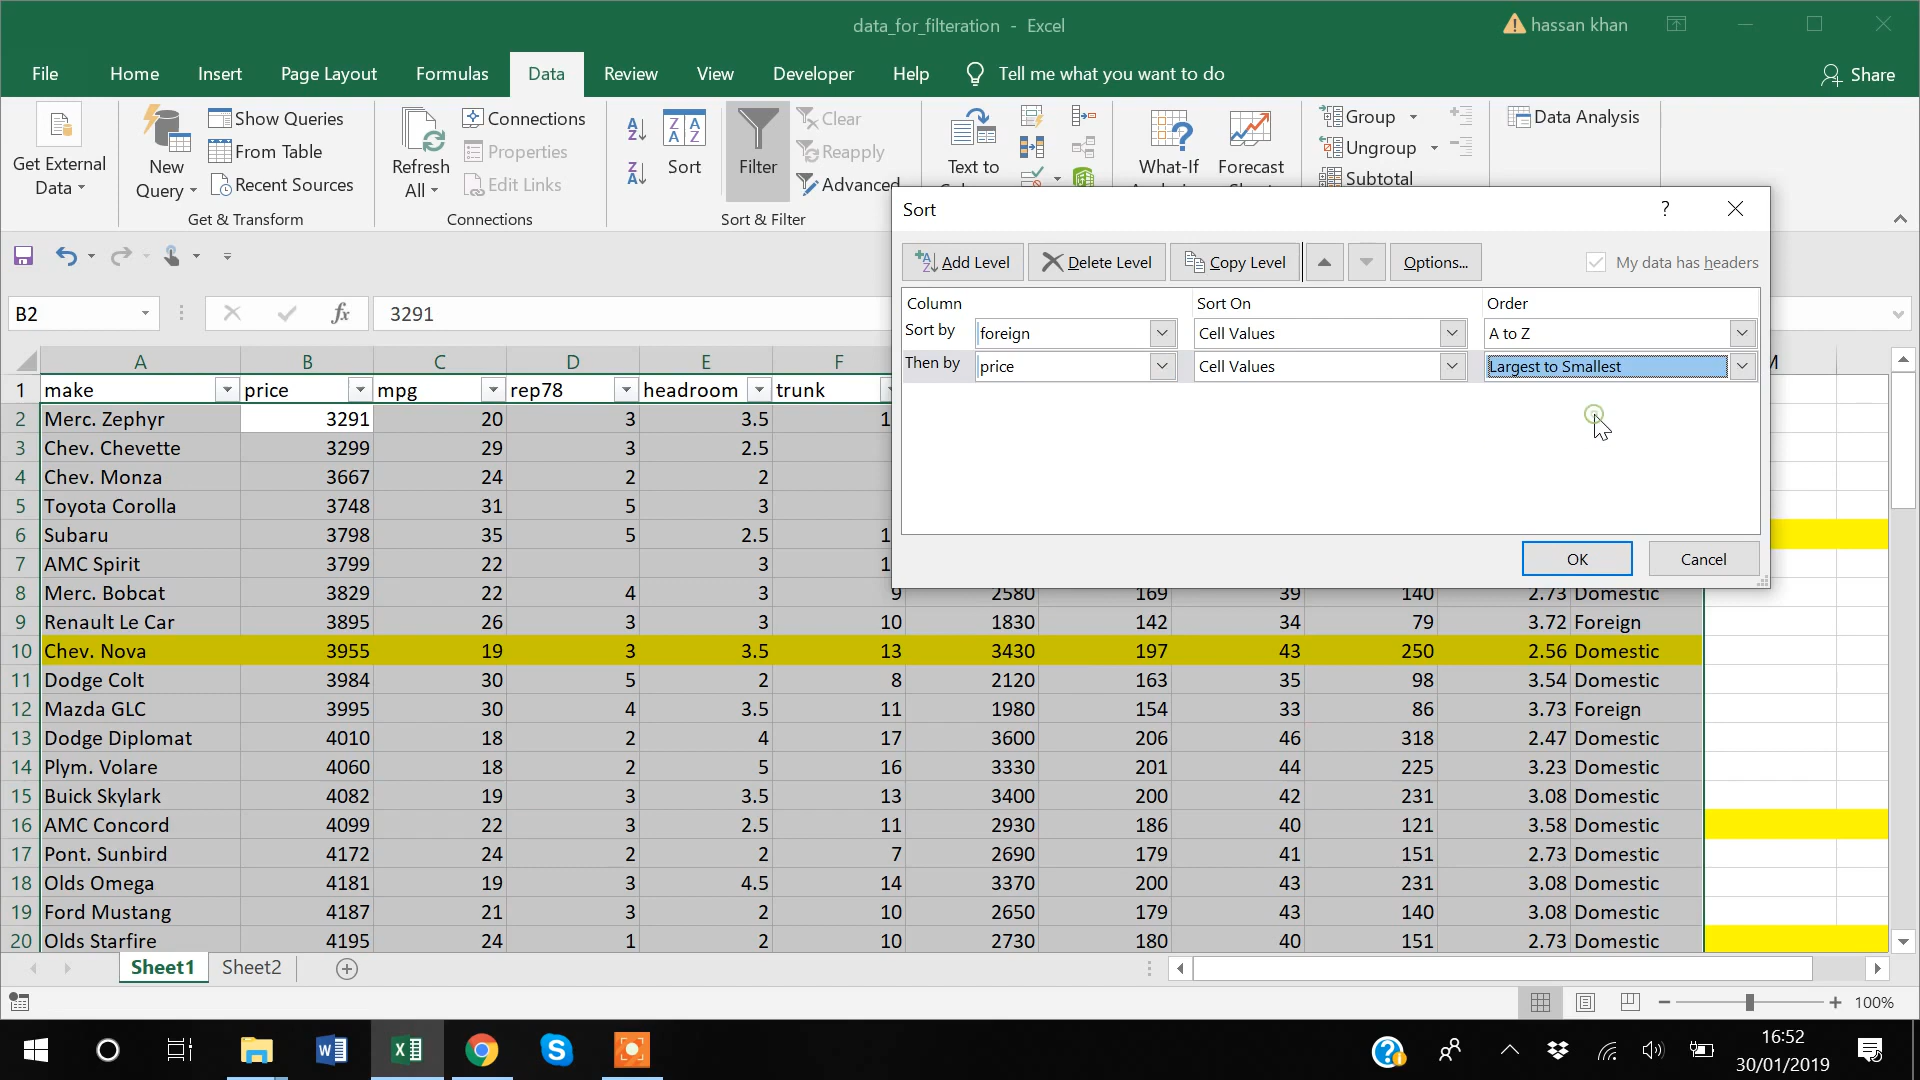 data_for_filteration - Excel
hassan khan
File Home Insert Page Layout Formulas Data Review View Developer Help Tell me what you want to do Share
Get External Data
New Query
Show Queries
From Table
Recent Sources
Get & Transform
Refresh All
Connections
Properties
Edit Links
Connections
Sort
Filter
Clear
Reapply
Advanced
Sort & Filter
Text to
What-If
Forecast
Group
Ungroup
Subtotal
Data Analysis
B2 fx 3291
Sort ?
Add Level Delete Level Copy Level Options... My data has headers
Column Sort On Order
Sort by foreign Cell Values A to Z
Then by price Cell Values Largest to Smallest
OK Cancel
A B C D E F M
1 make price mpg rep78 headroom trunk
2 Merc. Zephyr 3291 20 3 3.5
3 Chev. Chevette 3299 29 3 2.5
4 Chev. Monza 3667 24 2 2
5 Toyota Corolla 3748 31 5 3
6 Subaru 3798 35 5 2.5
7 AMC Spirit 3799 22 3
8 Merc. Bobcat 3829 22 4 3 9 2580 169 39 140 2.73 Domestic
9 Renault Le Car 3895 26 3 3 10 1830 142 34 79 3.72 Foreign
10 Chev. Nova 3955 19 3 3.5 13 3430 197 43 250 2.56 Domestic
11 Dodge Colt 3984 30 5 2 8 2120 163 35 98 3.54 Domestic
12 Mazda GLC 3995 30 4 3.5 11 1980 154 33 86 3.73 Foreign
13 Dodge Diplomat 4010 18 2 4 17 3600 206 46 318 2.47 Domestic
14 Plym. Volare 4060 18 2 5 16 3330 201 44 225 3.23 Domestic
15 Buick Skylark 4082 19 3 3.5 13 3400 200 42 231 3.08 Domestic
16 AMC Concord 4099 22 3 2.5 11 2930 186 40 121 3.58 Domestic
17 Pont. Sunbird 4172 24 2 2 7 2690 179 41 151 2.73 Domestic
18 Olds Omega 4181 19 3 4.5 14 3370 200 43 231 3.08 Domestic
19 Ford Mustang 4187 21 3 2 10 2650 179 43 140 3.08 Domestic
20 Olds Starfire 4195 24 1 2 10 2730 180 40 151 2.73 Domestic
Sheet1 Sheet2
100%
16:52
30/01/2019